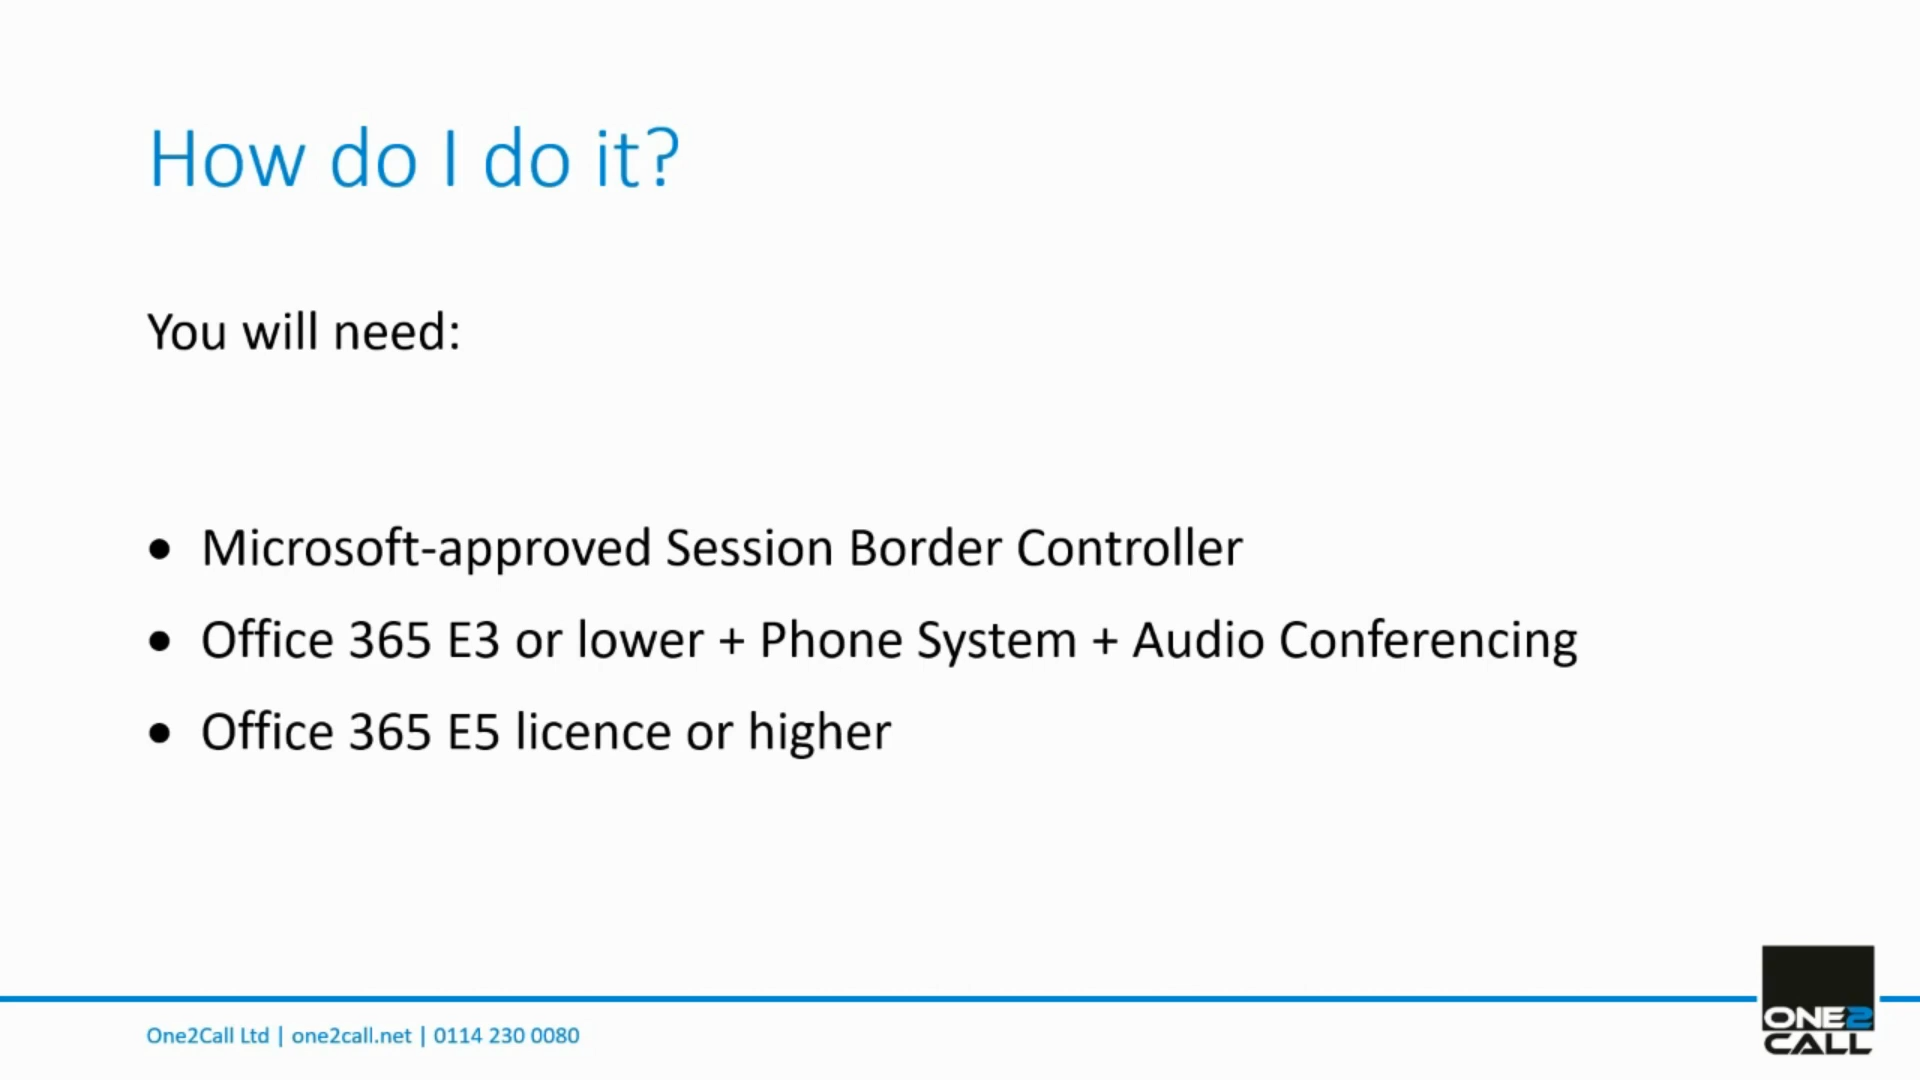 How do I do it?
You will need:
• Microsoft-approved Session Border Controller
• Office 365 E3 or lower + Phone System + Audio Conferencing
• Office 365 E5 licence or higher
One2Call Ltd | one2call.net | 0114 230 0080
ONE2
CALL